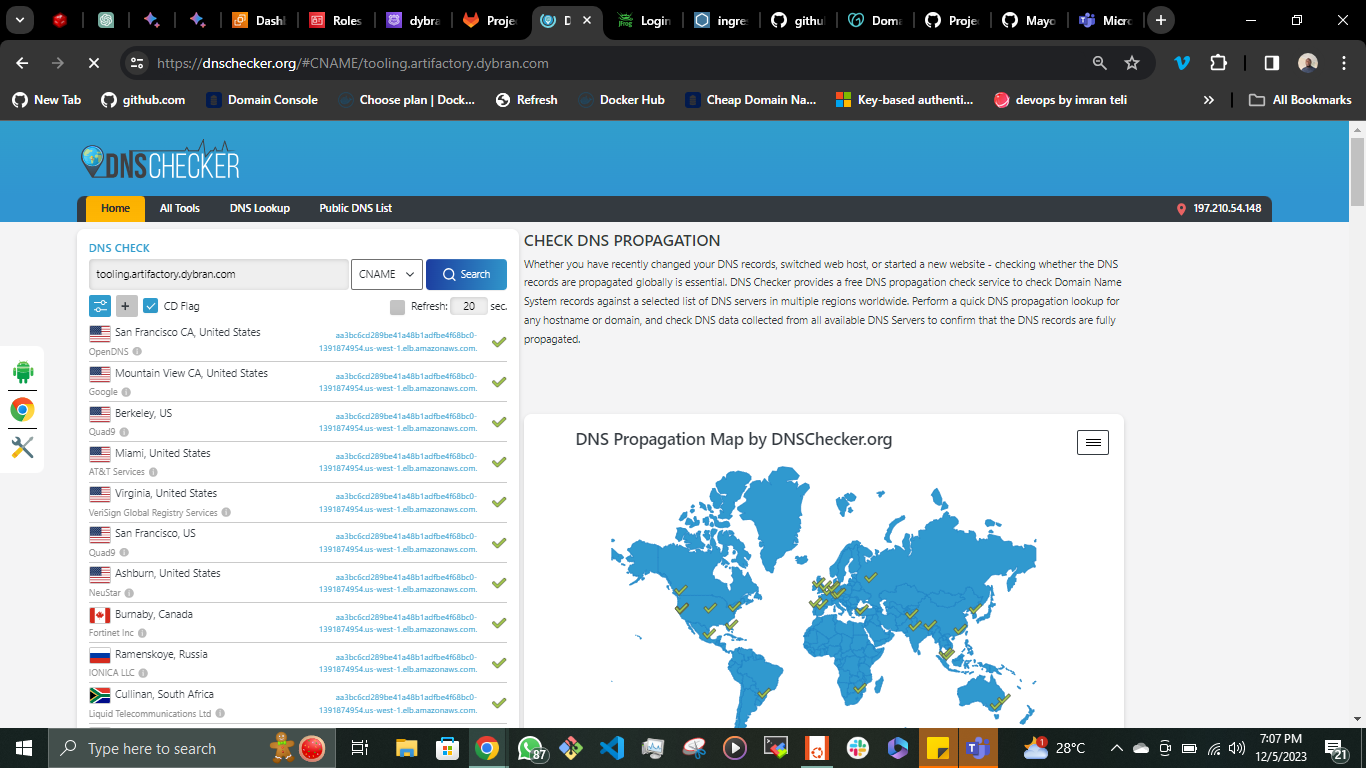 Dashl
Roles
dybra
Proje
D
Login
ingres
githul
Doma
Proje
Mayo
Micro
https://dnschecker.org/#CNAME/tooling.artifactory.dybran.com
New Tab
github.com
Domain Console
Choose plan | Dock...
Refresh
Docker Hub
Cheap Domain Na...
Key-based authenti...
devops by imran teli
All Bookmarks
DNSCHECKER
Home
All Tools
DNS Lookup
Public DNS List
197.210.54.148
DNS CHECK
tooling.artifactory.dybran.com
CNAME
Search
CD Flag
Refresh: 20 sec.
San Francisco CA, United States
OpenDNS
aa3bc6cd289be41a48b1adfbe4f68bc0-
1391874954.us-west-1.elb.amazonaws.com.
Mountain View CA, United States
Google
aa3bc6cd289be41a48b1adfbe4f68bc0-
1391874954.us-west-1.elb.amazonaws.com.
Berkeley, US
Quad9
aa3bc6cd289be41a48b1adfbe4f68bc0-
1391874954.us-west-1.elb.amazonaws.com.
Miami, United States
AT&T Services
aa3bc6cd289be41a48b1adfbe4f68bc0-
1391874954.us-west-1.elb.amazonaws.com.
Virginia, United States
VeriSign Global Registry Services
aa3bc6cd289be41a48b1adfbe4f68bc0-
1391874954.us-west-1.elb.amazonaws.com.
San Francisco, US
Quad9
aa3bc6cd289be41a48b1adfbe4f68bc0-
1391874954.us-west-1.elb.amazonaws.com.
Ashburn, United States
NeuStar
aa3bc6cd289be41a48b1adfbe4f68bc0-
1391874954.us-west-1.elb.amazonaws.com.
Burnaby, Canada
Fortinet Inc
aa3bc6cd289be41a48b1adfbe4f68bc0-
1391874954.us-west-1.elb.amazonaws.com.
Ramenskoye, Russia
IONICA LLC
aa3bc6cd289be41a48b1adfbe4f68bc0-
1391874954.us-west-1.elb.amazonaws.com.
Cullinan, South Africa
Liquid Telecommunications Ltd
aa3bc6cd289be41a48b1adfbe4f68bc0-
1391874954.us-west-1.elb.amazonaws.com.
CHECK DNS PROPAGATION
Whether you have recently changed your DNS records, switched web host, or started a new website - checking whether the DNS
records are propagated globally is essential. DNS Checker provides a free DNS propagation check service to check Domain Name
System records against a selected list of DNS servers in multiple regions worldwide. Perform a quick DNS propagation lookup for
any hostname or domain, and check DNS data collected from all available DNS Servers to confirm that the DNS records are fully
propagated.
DNS Propagation Map by DNSChecker.org
Type here to search
87
1
28°C
7:07 PM
12/5/2023
21